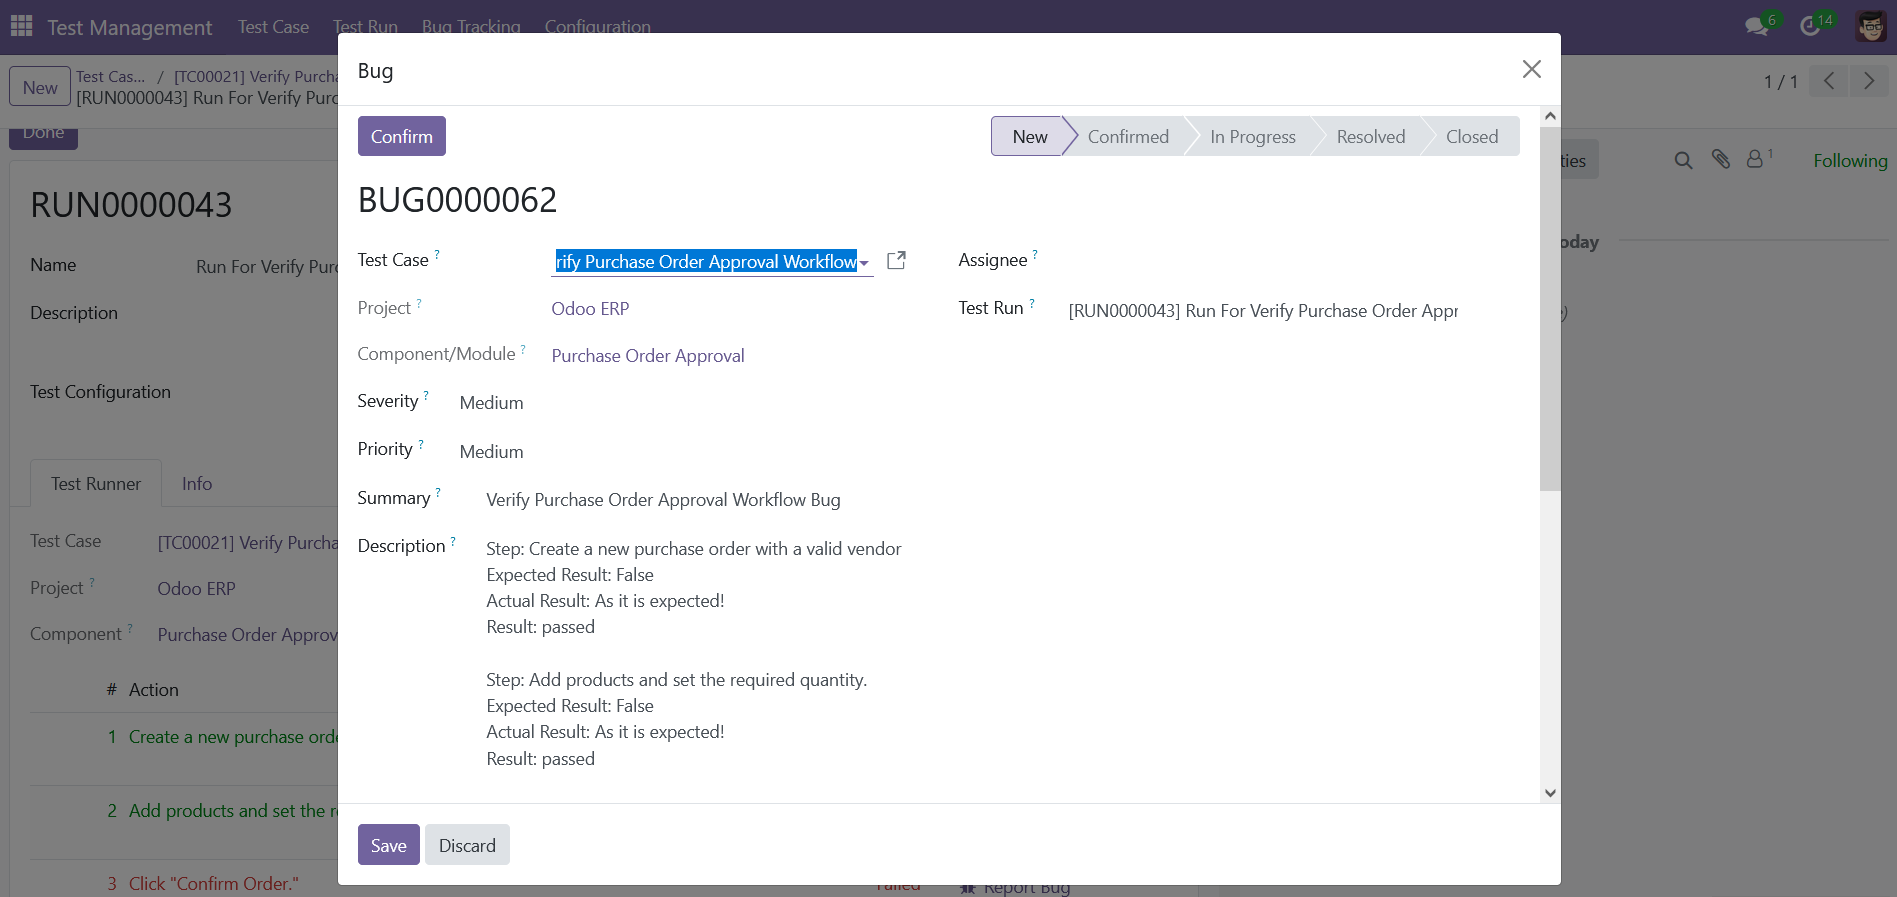 Test Management Test Case Test Run Bug Tracking Configuration 6 14
New Test Cas... / [TC00021] Verify Purcha
[RUN0000043] Run For Verify Purc
1 / 1
Done
Following
1
ties
RUN0000043
Today
Name Run For Verify Purc
Description
Test Configuration
Test Runner Info
Test Case [TC00021] Verify Purcha
Project ? Odoo ERP
Component ? Purchase Order Approv
# Action
1 Create a new purchase orde
2 Add products and set the r
3 Click "Confirm Order." Failed Report Bug
Bug
Confirm
New Confirmed In Progress Resolved Closed
BUG0000062
Test Case ? rify Purchase Order Approval Workflow
Assignee ?
Project ? Odoo ERP
Test Run ? [RUN0000043] Run For Verify Purchase Order Appr
Component/Module ? Purchase Order Approval
Severity ? Medium
Priority ? Medium
Summary ? Verify Purchase Order Approval Workflow Bug
Description ? Step: Create a new purchase order with a valid vendor
Expected Result: False
Actual Result: As it is expected!
Result: passed
Step: Add products and set the required quantity.
Expected Result: False
Actual Result: As it is expected!
Result: passed
Save Discard